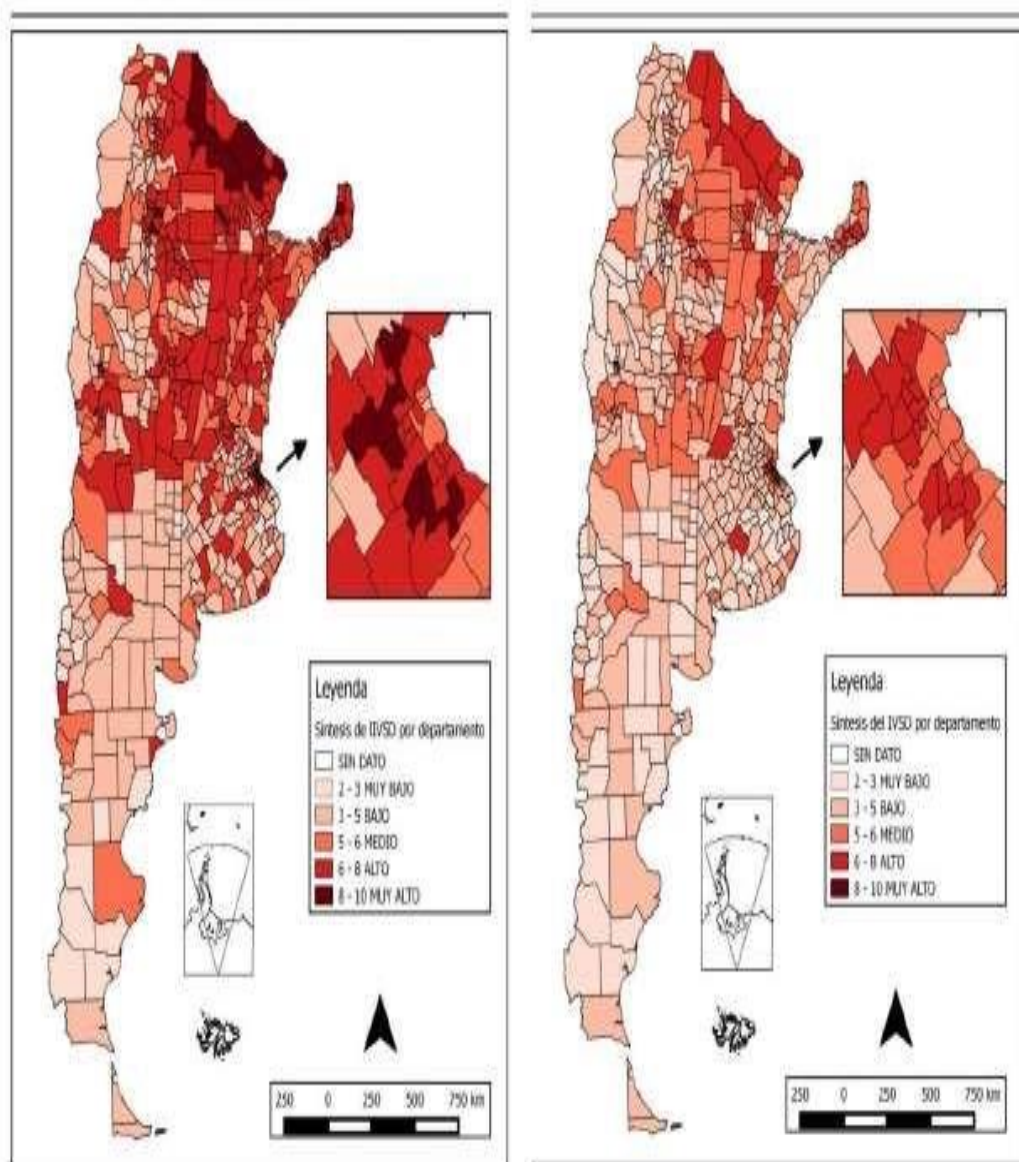 Leyenda
Síntesis de IIVSD por departamento
SIN DATO
2 - 3 MUY BAJO
3 - 5 BAJO
5 - 6 MEDIO
6 - 8 ALTO
8 - 10 MUY ALTO
250 0 250 500 750 km
Leyenda
Síntesis del IVSD por departamento
SIN DATO
2 - 3 MUY BAJO
3 - 5 BAJO
5 - 6 MEDIO
6 - 8 ALTO
8 - 10 MUY ALTO
250 0 250 500 750 km